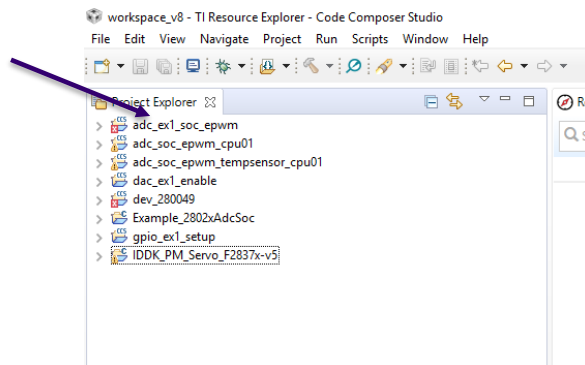 workspace_v8 - TI Resource Explorer - Code Composer Studio
File Edit View Navigate Project Run Scripts Window Help
Project Explorer
adc_ex1_soc_epwm
adc_soc_epwm_cpu01
adc_soc_epwm_tempsensor_cpu01
dac_ex1_enable
dev_280049
Example_2802xAdcSoc
gpio_ex1_setup
IDDK_PM_Servo_F2837x-v5